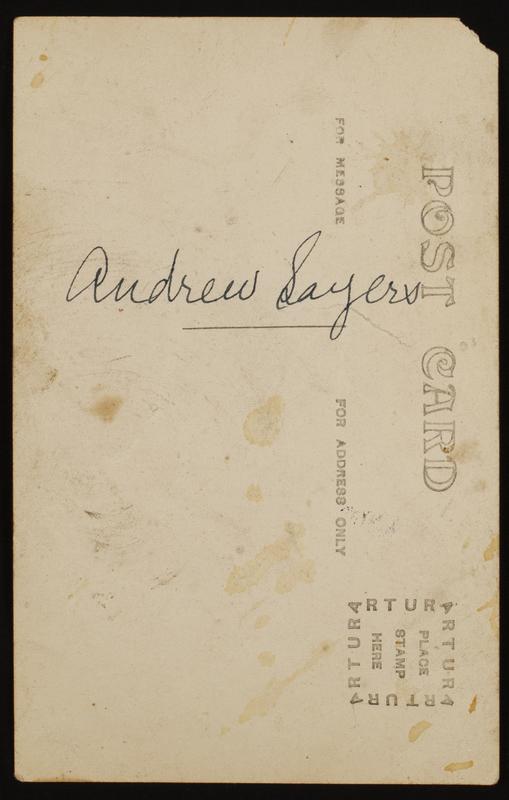 Andrew Sayers
POST CARD
FOR MESSAGE
FOR ADDRESS ONLY
ARTURA
ARTURA
ARTURA
ARTURA
PLACE
STAMP
HERE